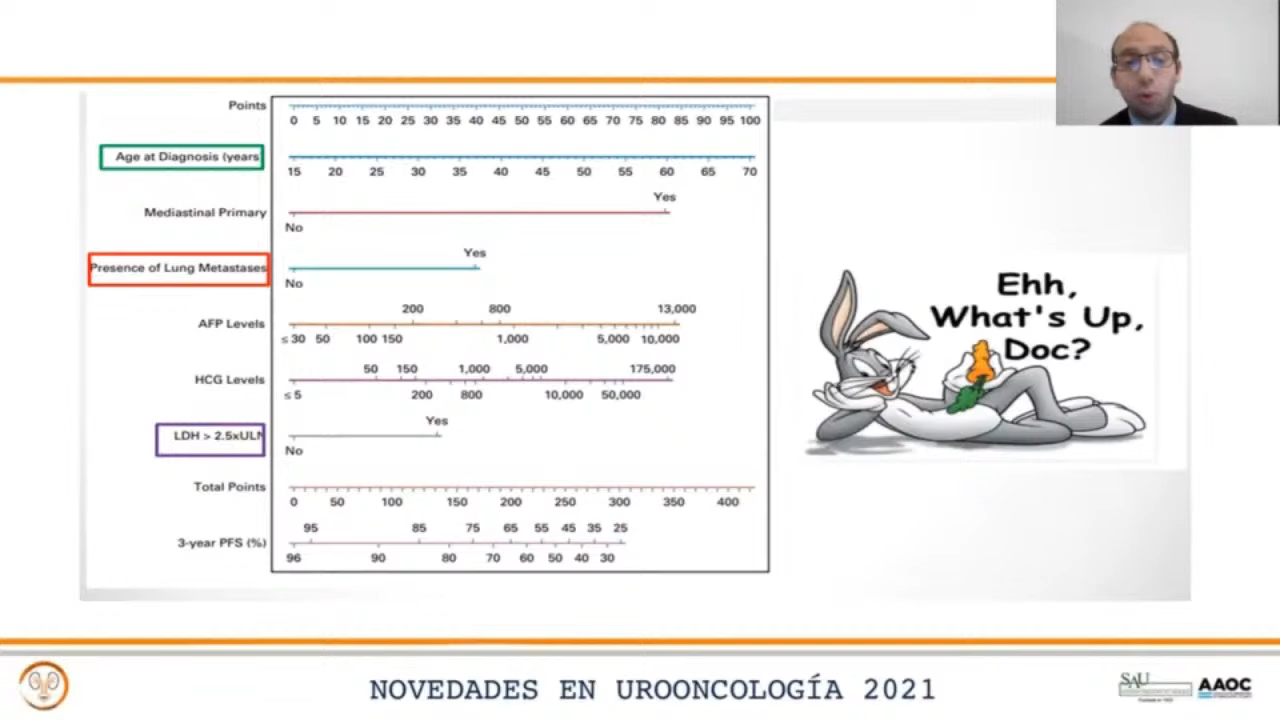 Points
0 5 10 15 20 25 30 35 40 45 50 55 60 65 70 75 80 85 90 95 100
Age at Diagnosis (years
15 20 25 30 35 40 45 50 55 60 65 70
Yes
Mediastinal Primary
No
Yes
Presence of Lung Metastases
No
200 800 13,000
AFP Levels
≤ 30 50 100 150 1,000 5,000 10,000
50 150 1,000 5,000 175,000
HCG Levels
≤ 5 200 800 10,000 50,000
Yes
LDH > 2.5xULN
No
Total Points
0 50 100 150 200 250 300 350 400
95 85 75 65 55 45 35 25
3-year PFS (%)
96 90 80 70 60 50 40 30
Ehh,
What's Up,
Doc?
NOVEDADES EN UROONCOLOGÍA 2021
SAU
AAOC